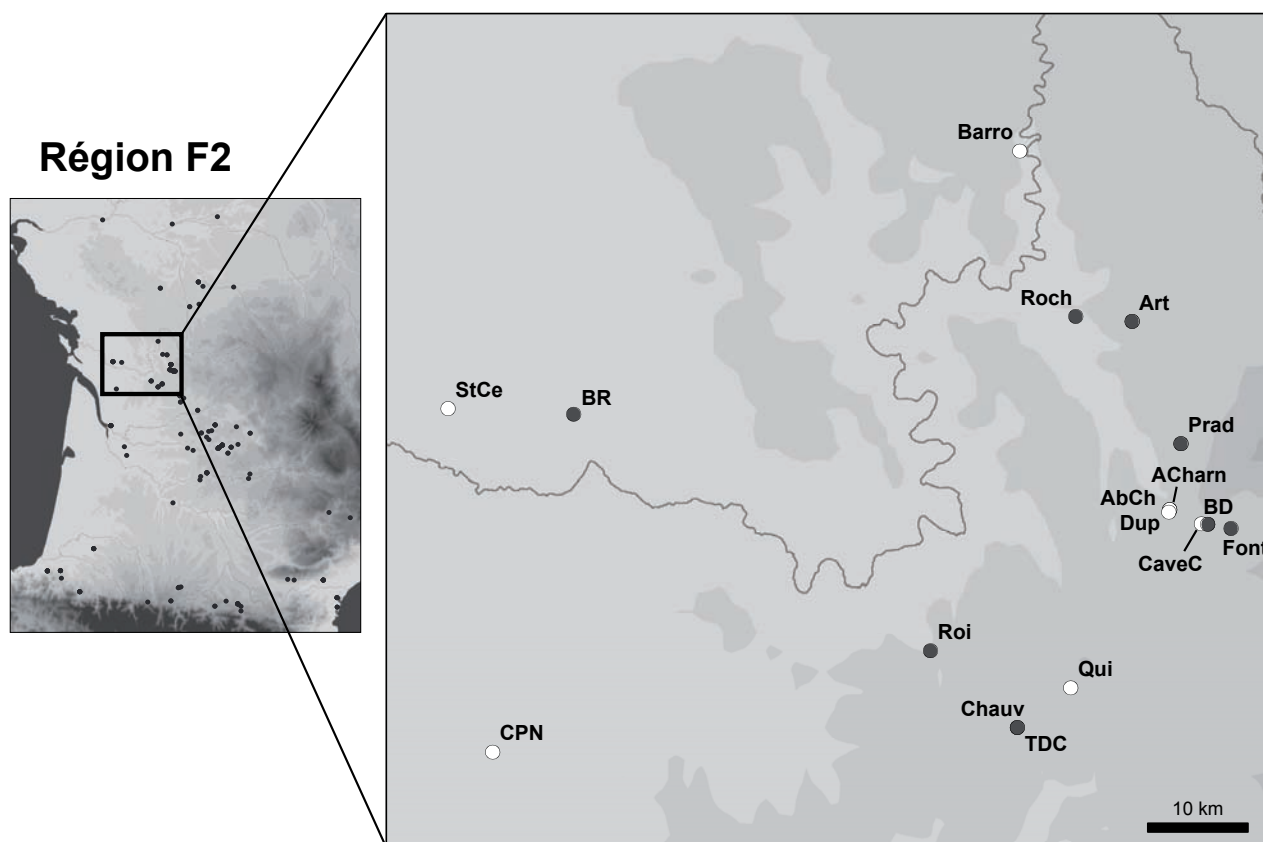 Région F2
Barro
Roch
Art
StCe
BR
Prad
ACharn
AbCh
BD
Dup
Font
CaveC
Roi
Qui
Chauv
CPN
TDC
10 km